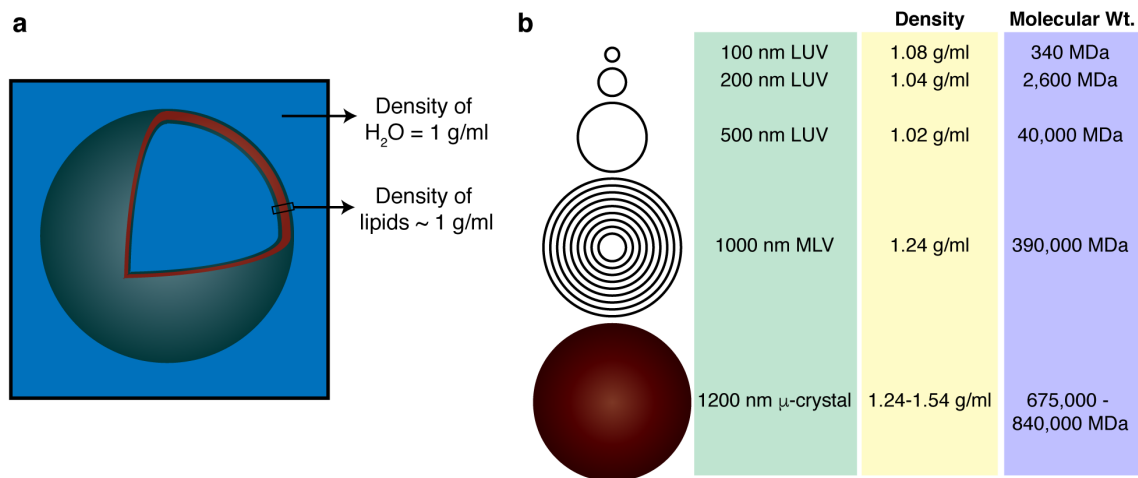 a
Density of
H₂O = 1 g/ml
Density of
lipids ~ 1 g/ml
b
Density Molecular Wt.
100 nm LUV 1.08 g/ml 340 MDa
200 nm LUV 1.04 g/ml 2,600 MDa
500 nm LUV 1.02 g/ml 40,000 MDa
1000 nm MLV 1.24 g/ml 390,000 MDa
1200 nm μ-crystal 1.24-1.54 g/ml 675,000 -
840,000 MDa